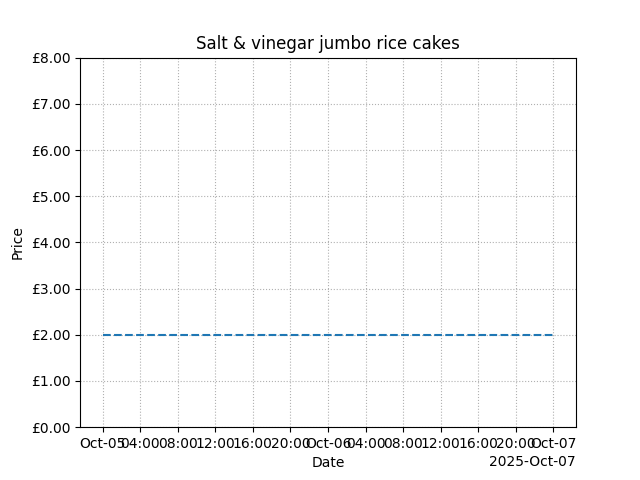 Salt & vinegar jumbo rice cakes
£8.00
£7.00
£6.00
£5.00
£4.00
£3.00
£2.00
£1.00
£0.00
Price
Oct-05 04:00 08:00 12:00 16:00 20:00 Oct-06 04:00 08:00 12:00 16:00 20:00 Oct-07
Date
2025-Oct-07